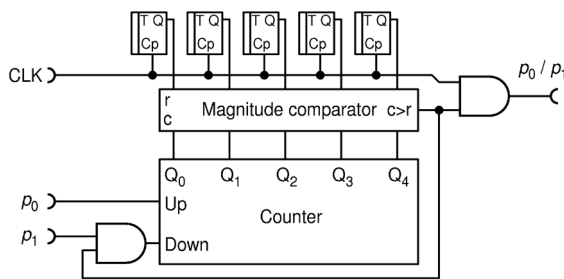 T Q T Q T Q T Q T Q
Cp Cp Cp Cp Cp
CLK
p0 / p1
r
Magnitude comparator c>r
c
Q0 Q1 Q2 Q3 Q4
p0
Up
Counter
p1
Down